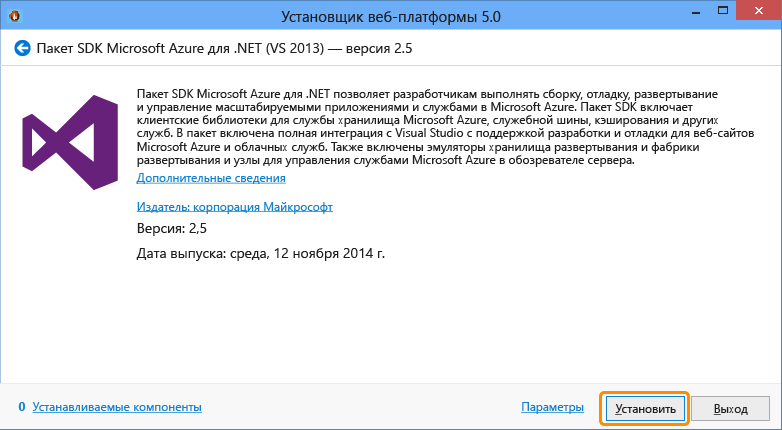 Установщик веб-платформы 5.0
Пакет SDK Microsoft Azure для .NET (VS 2013) — версия 2.5
Пакет SDK Microsoft Azure для .NET позволяет разработчикам выполнять сборку, отладку, развертывание
и управление масштабируемыми приложениями и службами в Microsoft Azure. Пакет SDK включает
клиентские библиотеки для службы хранилища Microsoft Azure, служебной шины, кэширования и других
служб. В пакет включена полная интеграция с Visual Studio с поддержкой разработки и отладки для веб-сайтов
Microsoft Azure и облачных служб. Также включены эмуляторы хранилища развертывания и фабрики
развертывания и узлы для управления службами Microsoft Azure в обозревателе сервера.
Дополнительные сведения
Издатель: корпорация Майкрософт
Версия: 2,5
Дата выпуска: среда, 12 ноября 2014 г.
0 Устанавливаемые компоненты Параметры Установить Выход